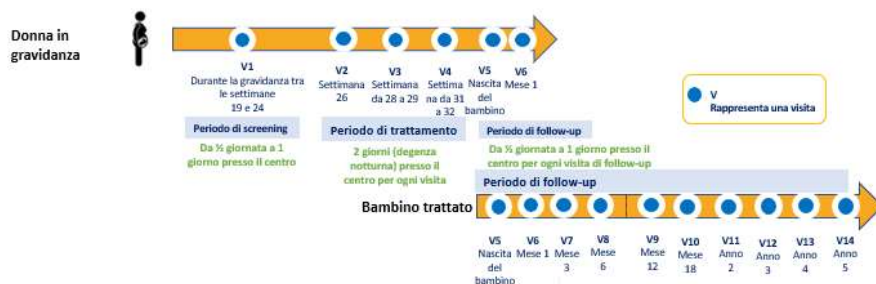 Donna in
gravidanza
V1
Durante la gravidanza tra
le settimane
19 e 24
V2
Settimana
26
V3
Settimana
da 28 a 29
V4
Settima
na da 31
a 32
V5
Nascita
del
bambino
V6
Mese 1
V
Rappresenta una visita
Periodo di screening
Da ½ giornata a 1
giorno presso il centro
Periodo di trattamento
2 giorni (degenza
notturna) presso il
centro per ogni visita
Periodo di follow-up
Da ½ giornata a 1 giorno presso il
centro per ogni visita di follow-up
Periodo di follow-up
Bambino trattato
V5
Nascita
del
bambino
V6
Mese 1
V7
Mese
3
V8
Mese
6
V9
Mese
12
V10
Mese
18
V11
Anno
2
V12
Anno
3
V13
Anno
4
V14
Anno
5